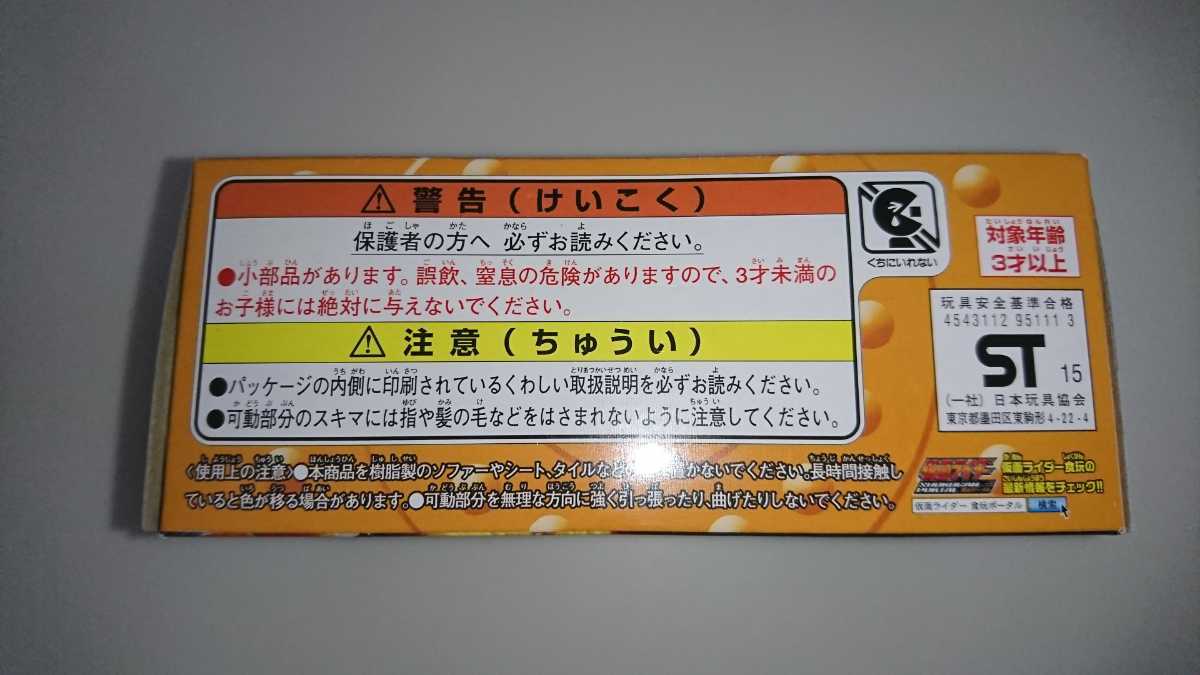 ⚠ 警告(けいこく)
保護者の方へ 必ずお読みください。
●小部品があります。誤飲、窒息の危険がありますので、3才未満の
お子様には絶対に与えないでください。
⚠ 注意(ちゅうい)
●パッケージの内側に印刷されているくわしい取扱説明を必ずお読みください。
●可動部分のスキマには指や髪の毛などをはさまれないように注意してください。
くちにいれない
対象年齢
3才以上
玩具安全基準合格
4543112 95111 3
ST 15
(一社)日本玩具協会
東京都墨田区東駒形4-22-4
〈使用上の注意〉●本商品を樹脂製のソファーやシート、タイルなど 置かないでください。長時間接触し
ていると色が移る場合があります。●可動部分を無理な方向に強く引っ張ったり、曲げたりしないでください。
仮面ライダー食玩の
最新情報をチェック!!
仮面ライダー 食玩ポータル 検索